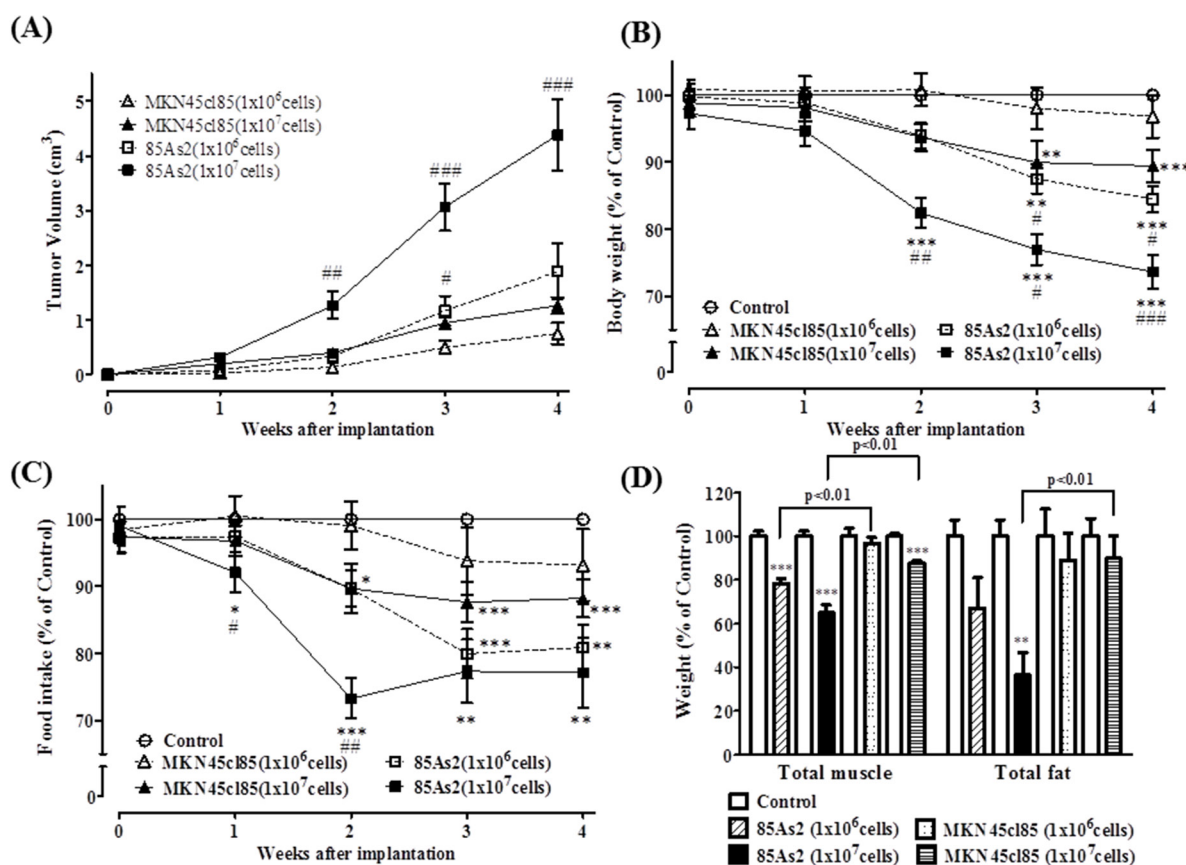 (A)
MKN45cl85(1x10⁶cells)
MKN45cl85(1x10⁷cells)
85As2(1x10⁶cells)
85As2(1x10⁷cells)
Tumor Volume (cm³)
5
4
3
2
1
0
##
###
#
###
0 1 2 3 4
Weeks after implantation
(B)
Body weight (% of Control)
100
90
80
70
0
***
##
**
**
#
***
#
***
***
#
***
###
Control
MKN45cl85(1x10⁶cells) 85As2(1x10⁶cells)
MKN45cl85(1x10⁷cells) 85As2(1x10⁷cells)
0 1 2 3 4
Weeks after implantation
(C)
Food intake (% of Control)
100
90
80
70
0
*
#
*
***
##
***
***
**
***
**
**
Control
MKN45cl85(1x10⁶cells) 85As2(1x10⁶cells)
MKN45cl85(1x10⁷cells) 85As2(1x10⁷cells)
0 1 2 3 4
Weeks after implantation
(D)
p<0.01
p<0.01
p<0.01
Weight (% of Control)
120
100
80
60
40
20
0
***
***
***
**
Total muscle Total fat
Control
85As2 (1x10⁶cells) MKN45cl85 (1x10⁶cells)
85As2 (1x10⁷cells) MKN45cl85 (1x10⁷cells)